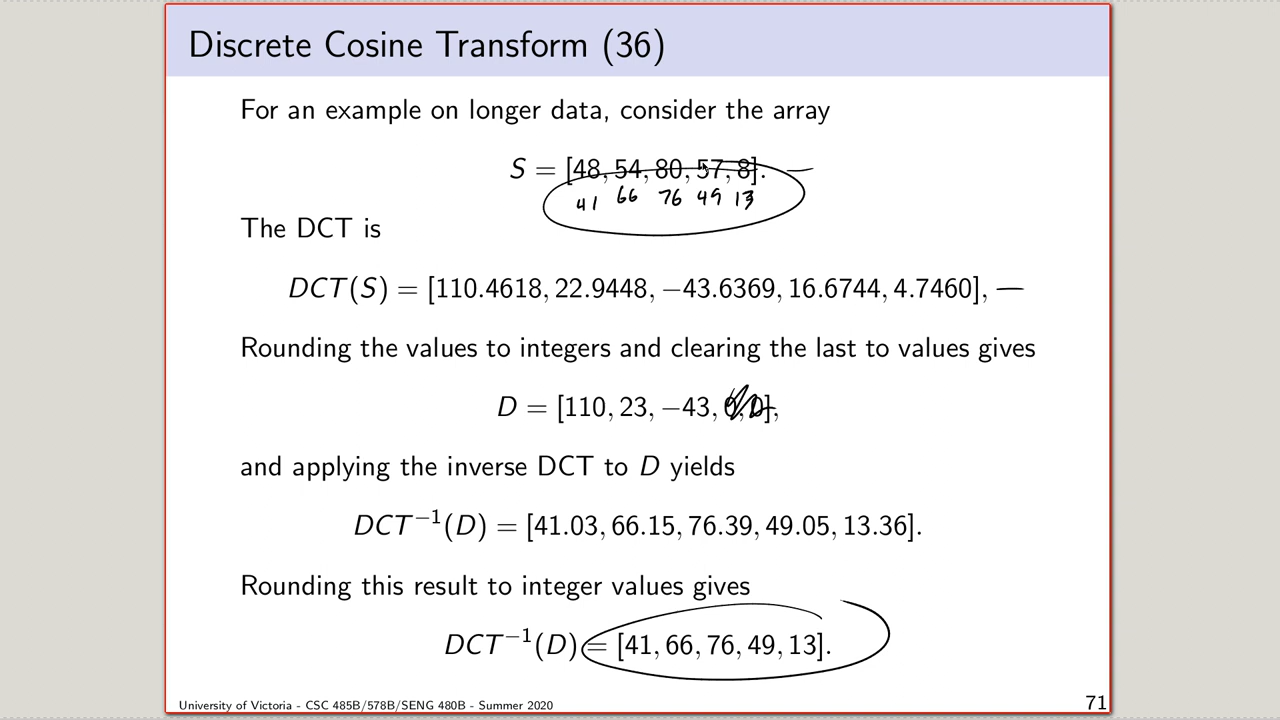 Discrete Cosine Transform (36)
For an example on longer data, consider the array
S = [48, 54, 80, 57, 8].
41 66 76 49 13
The DCT is
DCT(S) = [110.4618, 22.9448, −43.6369, 16.6744, 4.7460],
Rounding the values to integers and clearing the last to values gives
D = [110, 23, −43, 0, 0],
and applying the inverse DCT to D yields
DCT⁻¹(D) = [41.03, 66.15, 76.39, 49.05, 13.36].
Rounding this result to integer values gives
DCT⁻¹(D) = [41, 66, 76, 49, 13].
University of Victoria - CSC 485B/578B/SENG 480B - Summer 2020
71